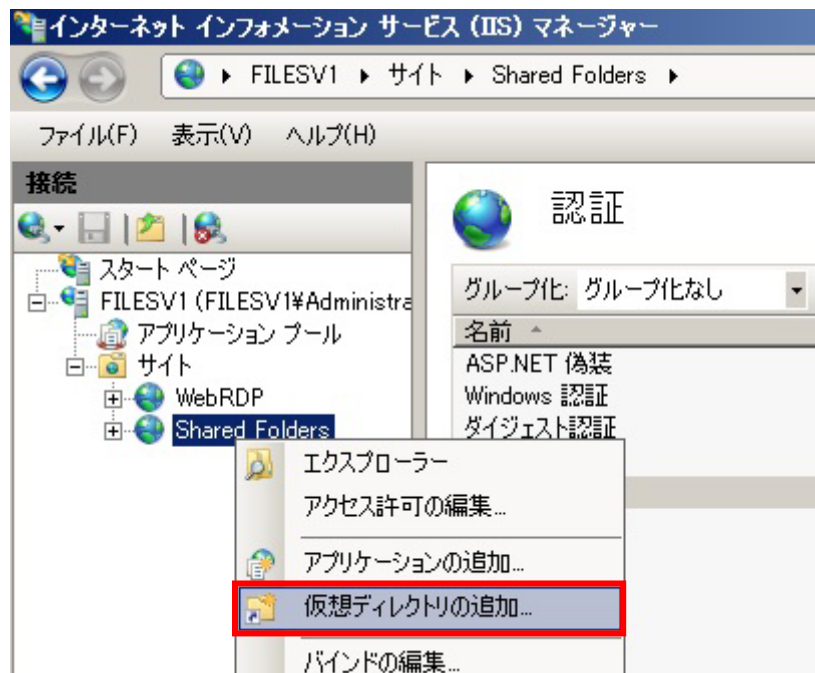 インターネット インフォメーション サービス (IIS) マネージャー
FILESV1 サイト Shared Folders
ファイル(F) 表示(V) ヘルプ(H)
接続
スタート ページ
FILESV1 (FILESV1¥Administra
アプリケーション プール
サイト
WebRDP
Shared Folders
認証
グループ化: グループ化なし
名前
ASP.NET 偽装
Windows 認証
ダイジェスト認証
エクスプローラー
アクセス許可の編集...
アプリケーションの追加...
仮想ディレクトリの追加...
バインドの編集...